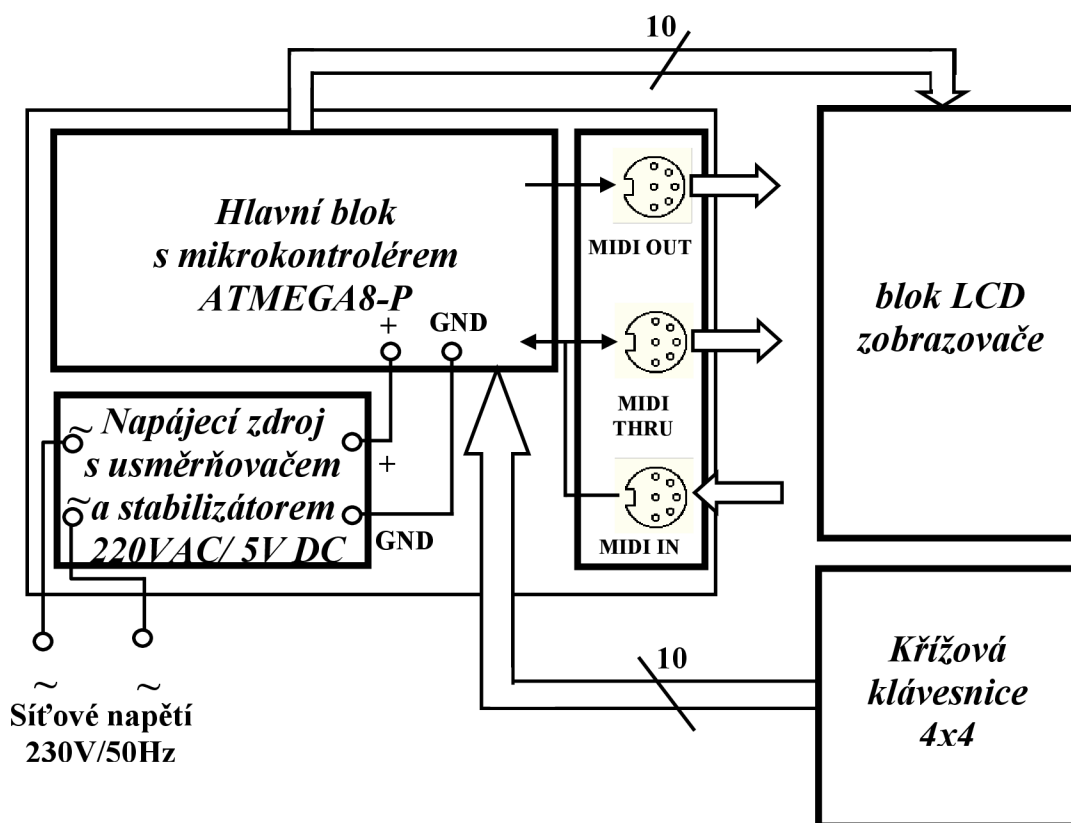 10
Hlavní blok
s mikrokontrolérem
ATMEGA8-P
+
GND
MIDI OUT
MIDI
THRU
MIDI IN
blok LCD
zobrazovače
~ Napájecí zdroj
s usměrňovačem
~ a stabilizátorem
220VAC/ 5V DC
+
GND
10
Křížová
klávesnice
4x4
~ ~
Síťové napětí
230V/50Hz